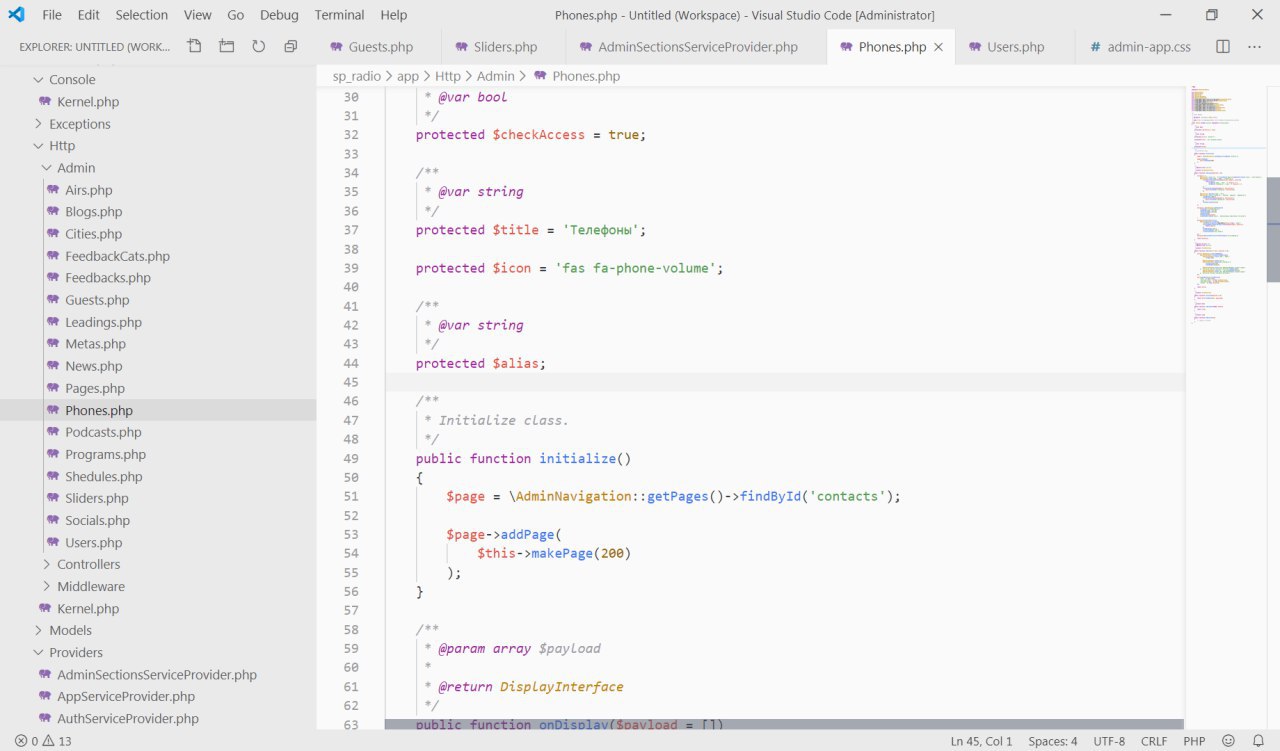 File Edit Selection View Go Debug Terminal Help
Phones.php - Untitled (Workspace) - Visual Studio Code [Administrator]
EXPLORER: UNTITLED (WORK...
Guests.php
Sliders.php
AdminSectionsServiceProvider.php
Phones.php
Users.php
# admin-app.css
sp_radio > app > Http > Admin > Phones.php
Console
Kernel.php
Exceptions
Http
Airs.php
Blogs.php
FeedbackCats.php
Feedbacks.php
Guests.php
Leadings.php
Metas.php
News.php
Pages.php
Phones.php
Podcasts.php
Programs.php
Shedules.php
Sliders.php
Socials.php
Users.php
Controllers
Middleware
Kernel.php
Models
Providers
AdminSectionsServiceProvider.php
AppServiceProvider.php
AuthServiceProvider.php
30 * @var bool
31 */
32 protected $checkAccess = true;
33
34 /**
35 * @var string
36 */
37 protected $title = 'Телефоны';
38
39 protected $icon = 'fas fa-phone-volume';
40
41 /**
42 * @var string
43 */
44 protected $alias;
45
46 /**
47 * Initialize class.
48 */
49 public function initialize()
50 {
51 $page = \AdminNavigation::getPages()->findById('contacts');
52
53 $page->addPage(
54 $this->makePage(200)
55 );
56 }
57
58 /**
59 * @param array $payload
60 *
61 * @return DisplayInterface
62 */
63 public function onDisplay($payload = [])
0 13
Ln 45, Col 1 Spaces: 4 UTF-8 CRLF PHP